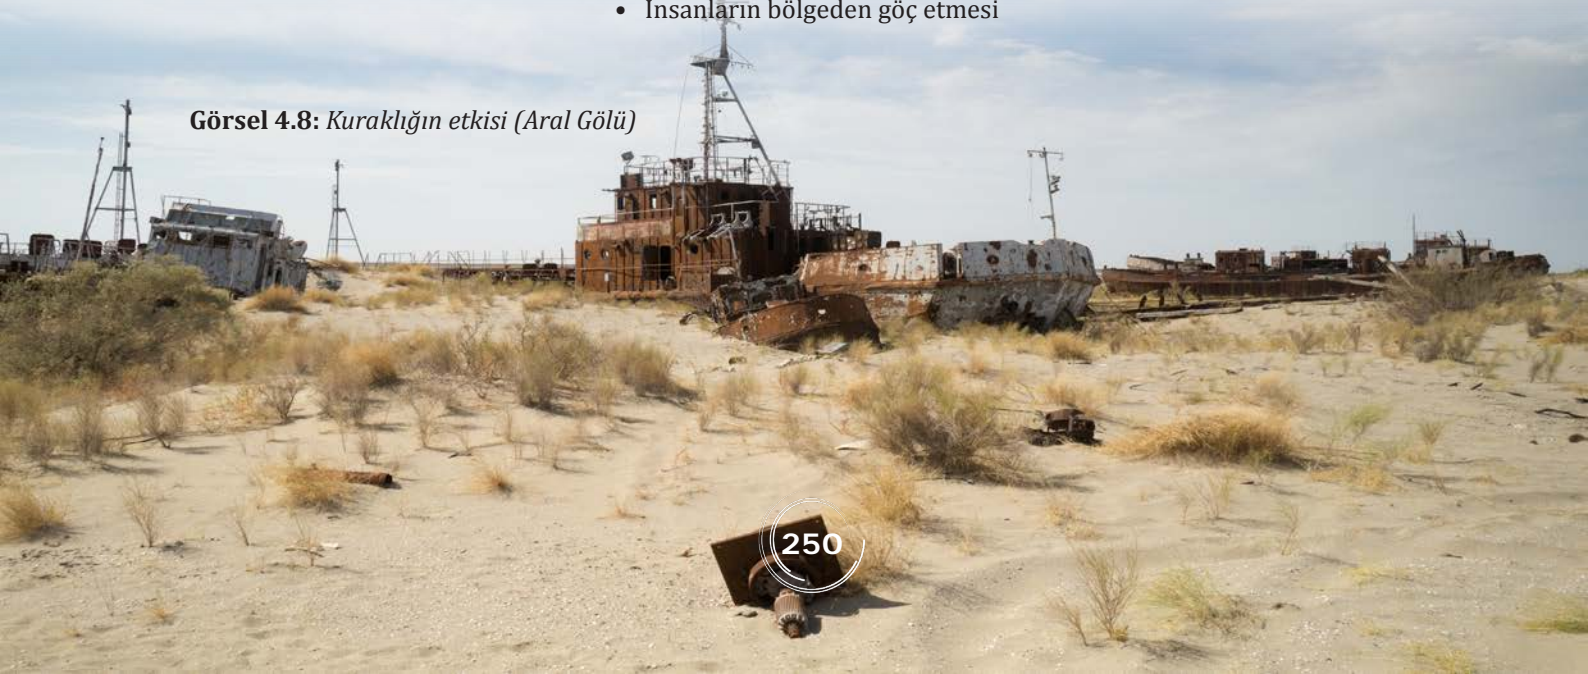 • İnsanların bölgeden göç etmesi
Görsel 4.8: Kuraklığın etkisi (Aral Gölü)
250